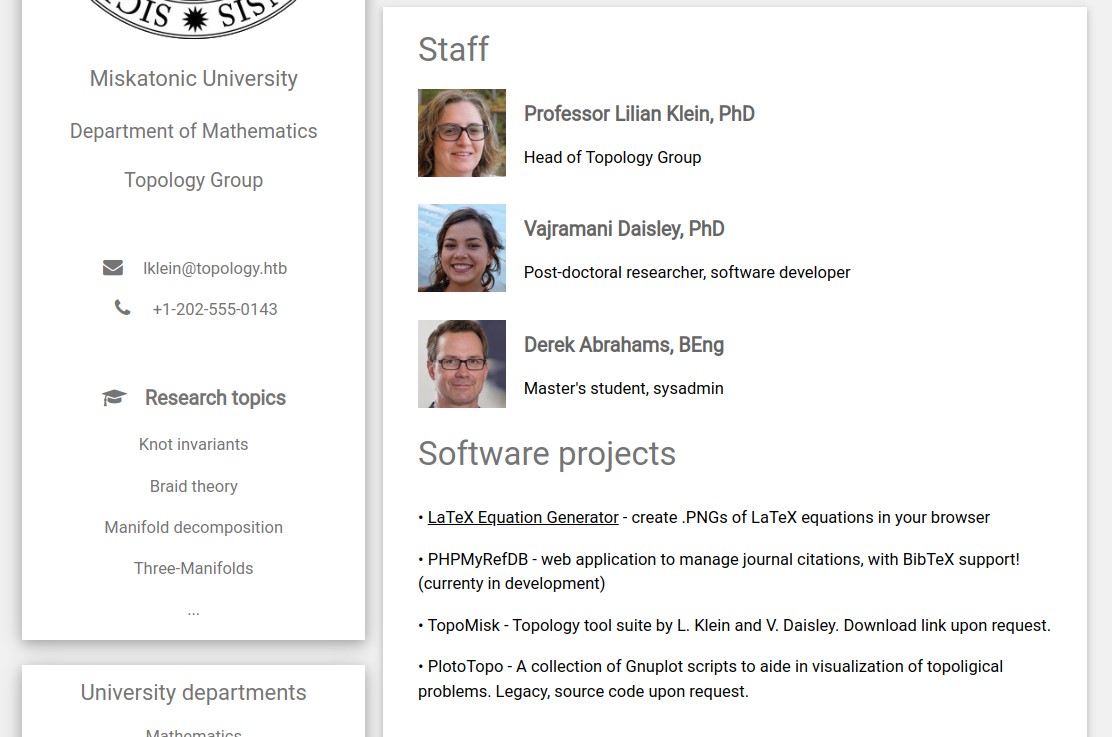 Miskatonic University
Department of Mathematics
Topology Group
lklein@topology.htb
+1-202-555-0143
Research topics
Knot invariants
Braid theory
Manifold decomposition
Three-Manifolds
...
University departments
Mathematics
Staff
Professor Lilian Klein, PhD
Head of Topology Group
Vajramani Daisley, PhD
Post-doctoral researcher, software developer
Derek Abrahams, BEng
Master's student, sysadmin
Software projects
• LaTeX Equation Generator - create .PNGs of LaTeX equations in your browser
• PHPMyRefDB - web application to manage journal citations, with BibTeX support!
(currenty in development)
• TopoMisk - Topology tool suite by L. Klein and V. Daisley. Download link upon request.
• PlotoTopo - A collection of Gnuplot scripts to aide in visualization of topoligical
problems. Legacy, source code upon request.